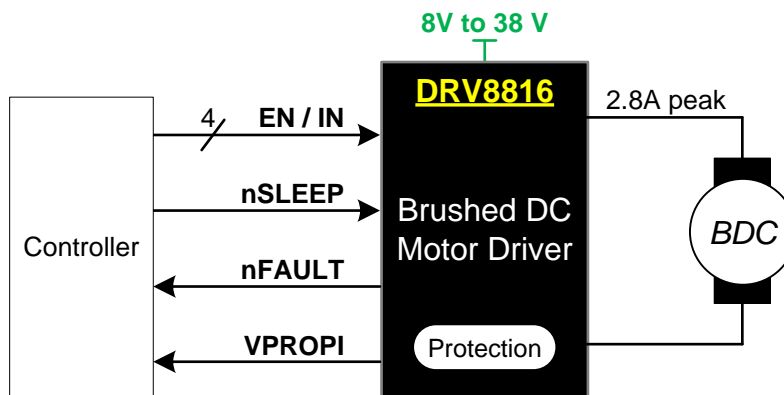 8V to 38 V
DRV8816
2.8A peak
4
EN / IN
nSLEEP
Brushed DC
Motor Driver
BDC
Controller
nFAULT
VPROPI
Protection